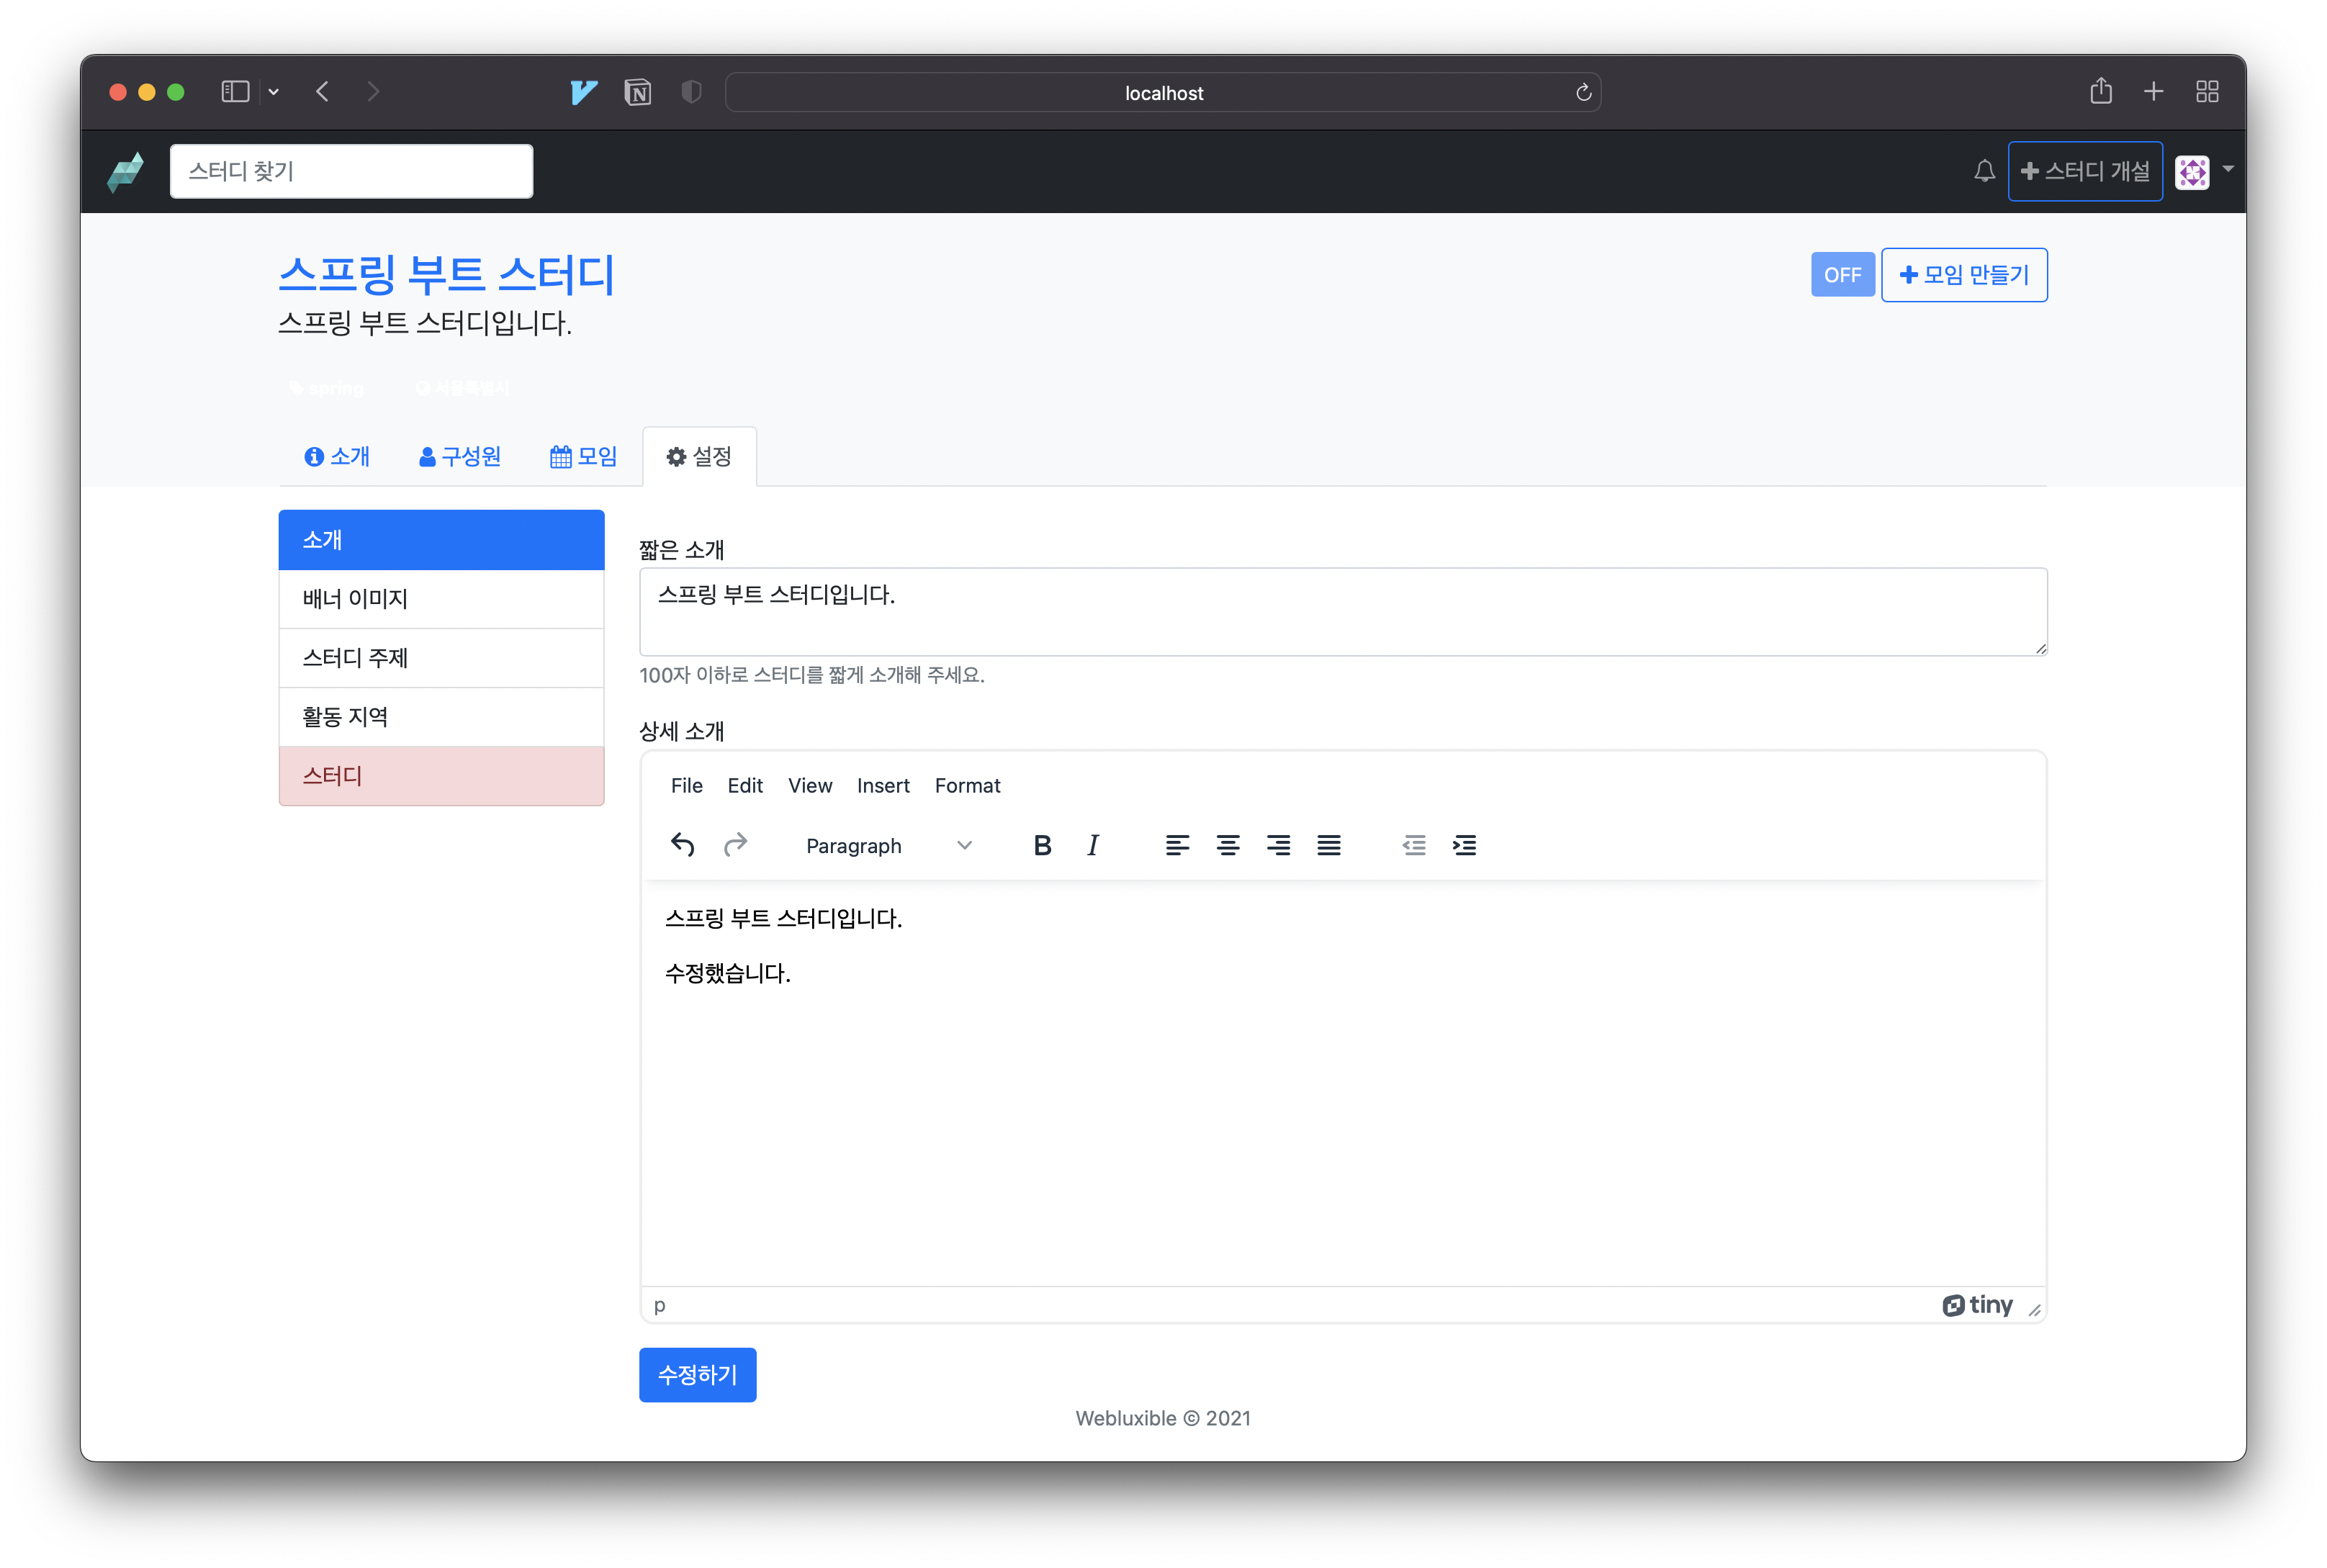 localhost
스터디 찾기
스터디 개설
스프링 부트 스터디
OFF
모임 만들기
스프링 부트 스터디입니다.
spring 서울특별시
소개 구성원 모임 설정
소개
배너 이미지
스터디 주제
활동 지역
스터디
짧은 소개
스프링 부트 스터디입니다.
100자 이하로 스터디를 짧게 소개해 주세요.
상세 소개
File Edit View Insert Format
Paragraph B I
스프링 부트 스터디입니다.
수정했습니다.
p
tiny
수정하기
Webluxible © 2021